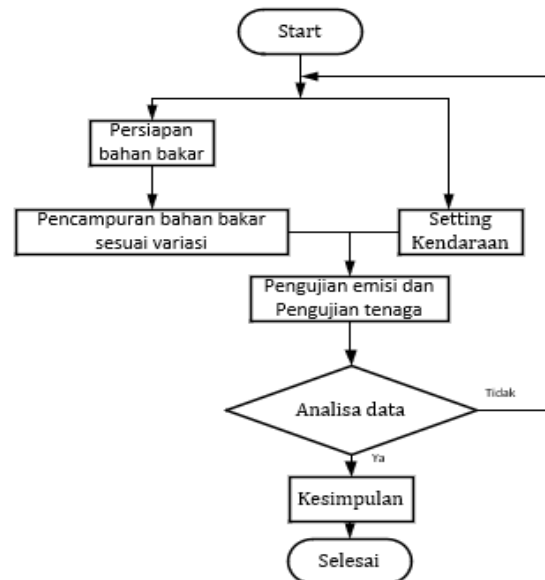 Start
Persiapan
bahan bakar
Pencampuran bahan bakar
sesuai variasi
Setting
Kendaraan
Pengujian emisi dan
Pengujian tenaga
Analisa data
Tidak
Ya
Kesimpulan
Selesai